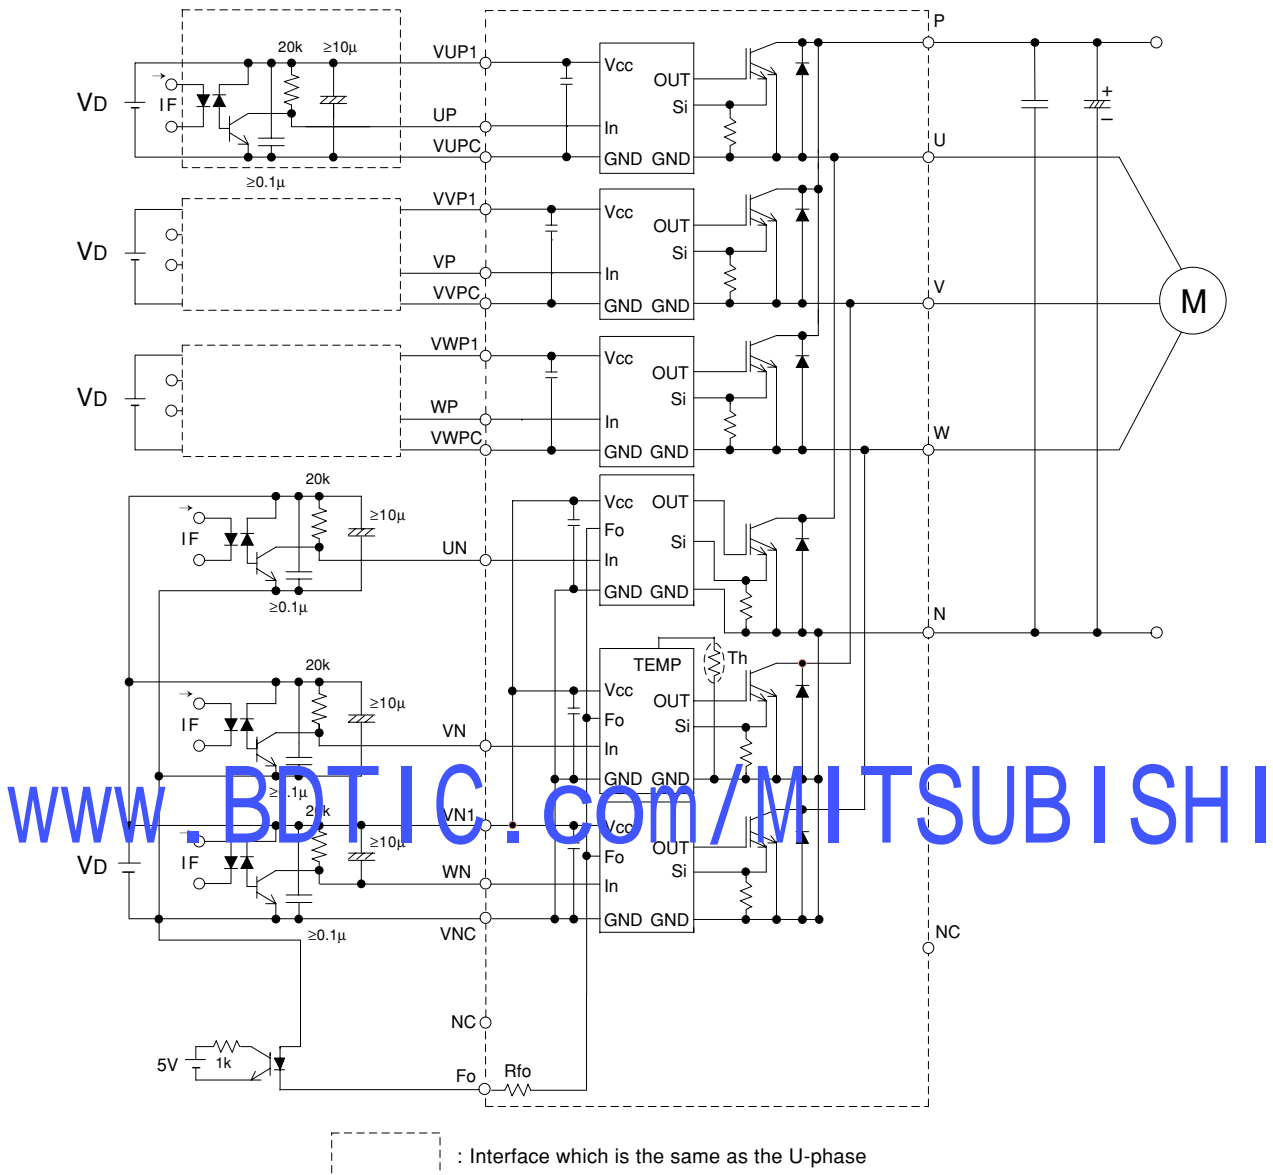 P
20k ≥10µ VUP1
Vcc
OUT
VD IF Si
UP In
U
VUPC GND GND
≥0.1µ
+
–
VVP1 Vcc
OUT
VD Si
VP In
V
VVPC GND GND
M
VWP1 Vcc
OUT
VD Si
WP In
W
VWPC GND GND
20k
Vcc OUT
≥10µ Fo
IF Si
UN In
GND GND
≥0.1µ
N
20k TEMP Th
Vcc
≥10µ OUT
IF Fo Si
VN In
GND GND
≥0.1µ
www.BDTIC.com/MITSUBISHI
20k VN1 Vcc
≥10µ OUT
IF Fo
VD Si
WN In
GND GND
≥0.1µ VNC
NC
NC
5V 1k
Fo Rfo
: Interface which is the same as the U-phase